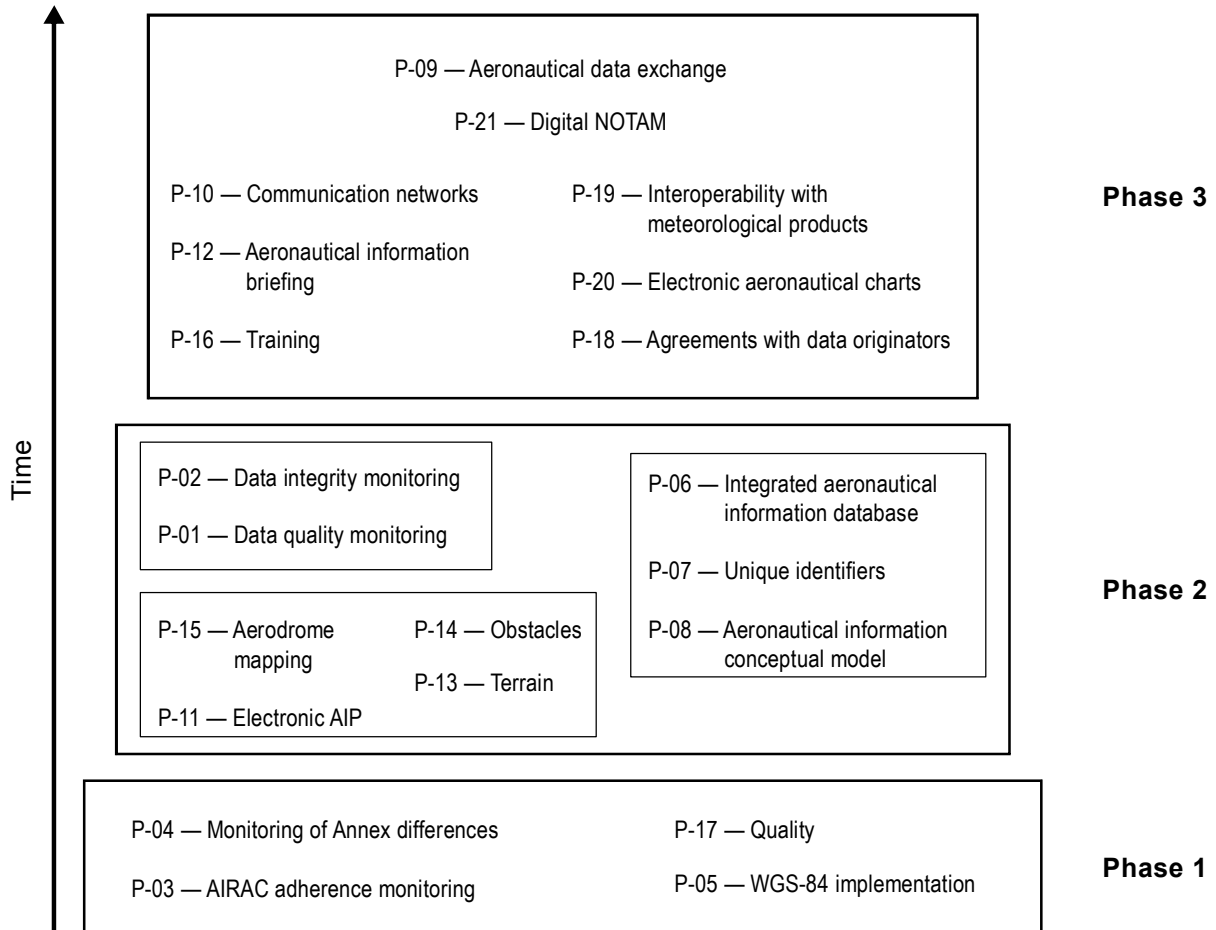 Time
P-09 — Aeronautical data exchange
P-21 — Digital NOTAM
P-10 — Communication networks
P-12 — Aeronautical information
briefing
P-16 — Training
P-19 — Interoperability with
meteorological products
P-20 — Electronic aeronautical charts
P-18 — Agreements with data originators
Phase 3
P-02 — Data integrity monitoring
P-01 — Data quality monitoring
P-15 — Aerodrome
mapping
P-11 — Electronic AIP
P-14 — Obstacles
P-13 — Terrain
P-06 — Integrated aeronautical
information database
P-07 — Unique identifiers
P-08 — Aeronautical information
conceptual model
Phase 2
P-04 — Monitoring of Annex differences
P-03 — AIRAC adherence monitoring
P-17 — Quality
P-05 — WGS-84 implementation
Phase 1